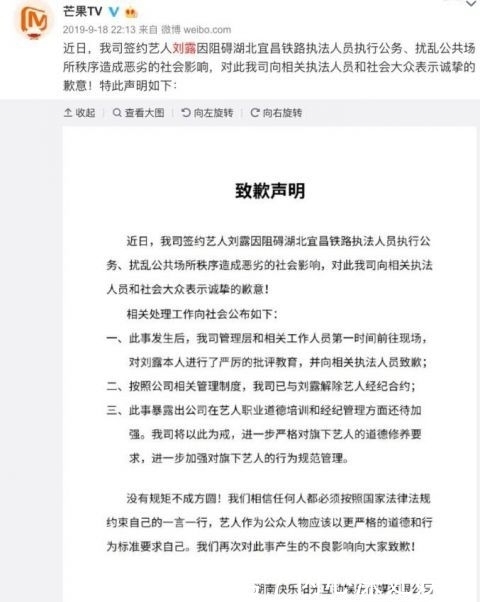 芒果TV
2019-9-18 22:13 来自 微博 weibo.com
近日，我司签约艺人刘露因阻碍湖北宜昌铁路执法人员执行公务、扰乱公共场
所秩序造成恶劣的社会影响，对此我司向相关执法人员和社会大众表示诚挚的
歉意！特此声明如下：
收起 查看大图 向左旋转 向右旋转
致歉声明
近日，我司签约艺人刘露因阻碍湖北宜昌铁路执法人员执行公
务、扰乱公共场所秩序造成恶劣的社会影响，对此我司向相关执法
人员和社会大众表示诚挚的歉意！
相关处理工作向社会公布如下：
一、此事发生后，我司管理层和相关工作人员第一时间前往现场，
对刘露本人进行了严厉的批评教育，并向相关执法人员致歉；
二、按照公司相关管理制度，我司已与刘露解除艺人经纪合约；
三、此事暴露出公司在艺人职业道德培训和经纪管理方面还待加
强。我司将以此为戒，进一步严格对旗下艺人的道德修养要
求，进一步加强对旗下艺人的行为规范管理。
没有规矩不成方圆！我们相信任何人都必须按照国家法律法规
约束自己的一言一行，艺人作为公众人物应该以更严格的道德和行
为标准要求自己。我们再次对此事产生的不良影响向大家致歉！
湖南快乐阳光互动娱乐传媒有限公司